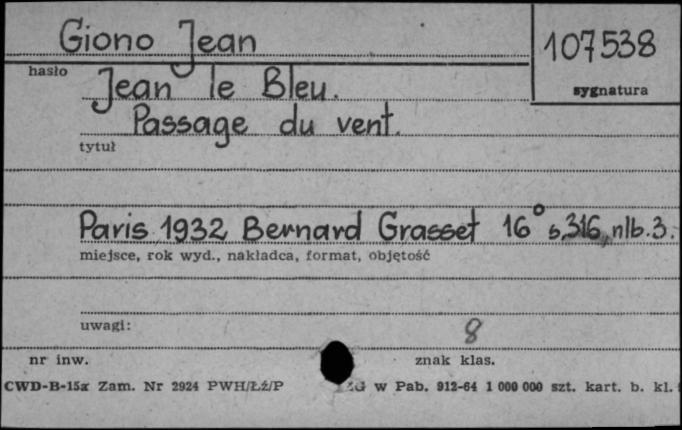 Giono Jean
107538
hasło
sygnatura
Jean le Bleu.
Passage du vent.
tytuł
Paris 1932 Bernard Grasset 16° s.316, nlb.3.
miejsce, rok wyd., nakładca, format, objętość
uwagi:
8
nr inw.
znak klas.
CWD-B-15a Zam. Nr 2924 PWH/Łź/P ŁZG w Pab. 912-64 1 000 000 szt. kart. b. kl.